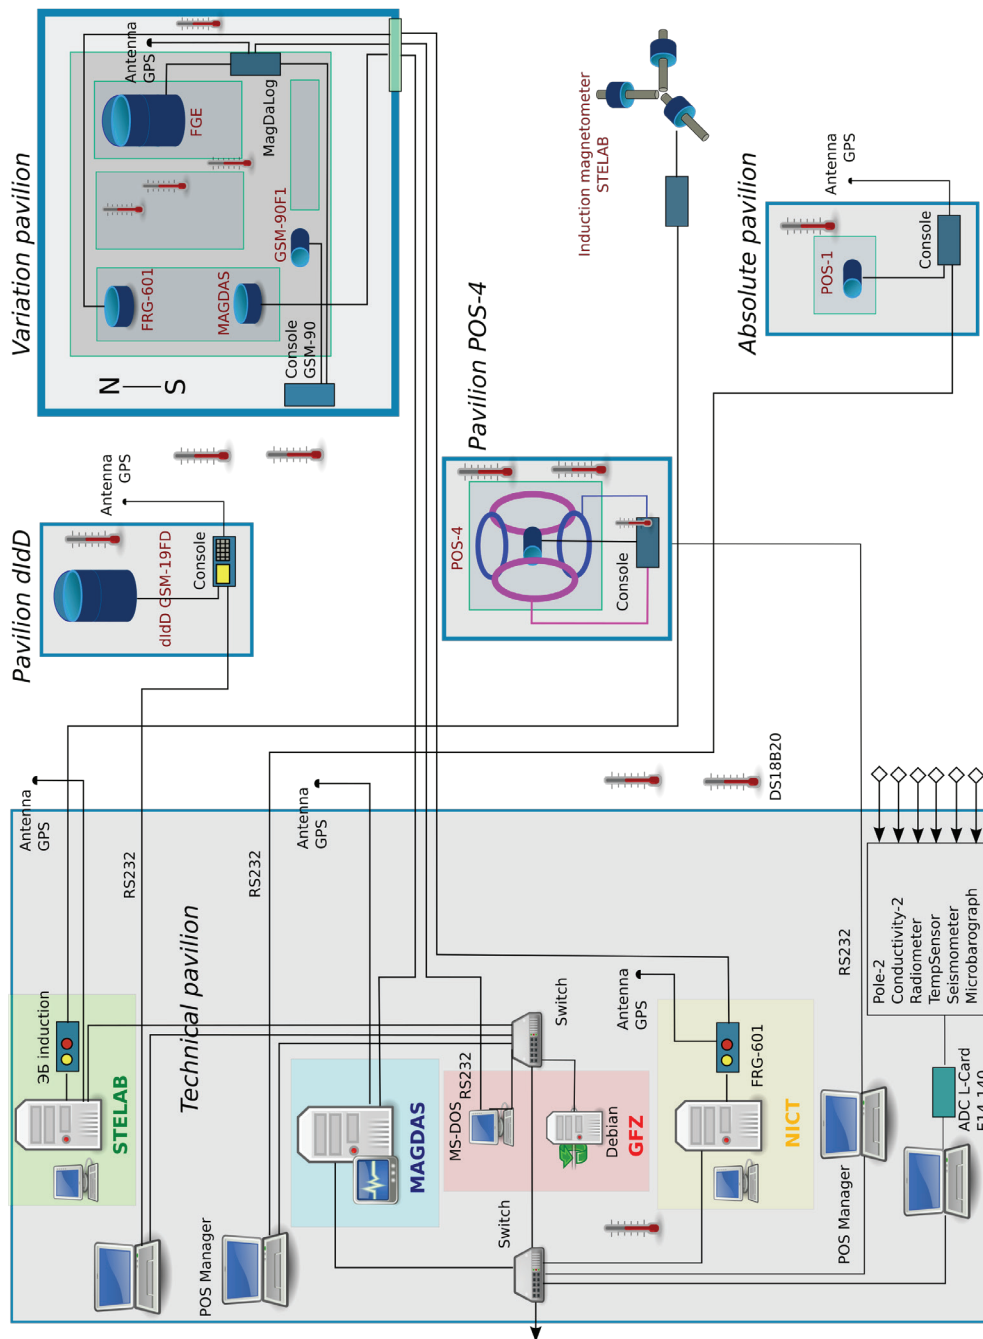 Variation pavilion
Antenna
GPS
FGE
MagDaLog
FRG-601
MAGDAS
GSM-90F1
Console
GSM-90
N
S
Pavilion dIdD
Antenna
GPS
dIdD GSM-19FD
Console
Pavilion POS-4
POS-4
Console
Induction magnetometer
STELAB
Absolute pavilion
Antenna
GPS
POS-1
Console
Technical pavilion
Antenna
GPS
RS232
RS232
Antenna
GPS
DS18B20
RS232
ЭБ induction
STELAB
POS Manager
MAGDAS
MS-DOS
RS232
Switch
Debian
GFZ
Switch
Antenna
GPS
FRG-601
NICT
POS Manager
Pole-2
Conductivity-2
Radiometer
TempSensor
Seismometer
Microbarograph
ADC L-Card
E14-140